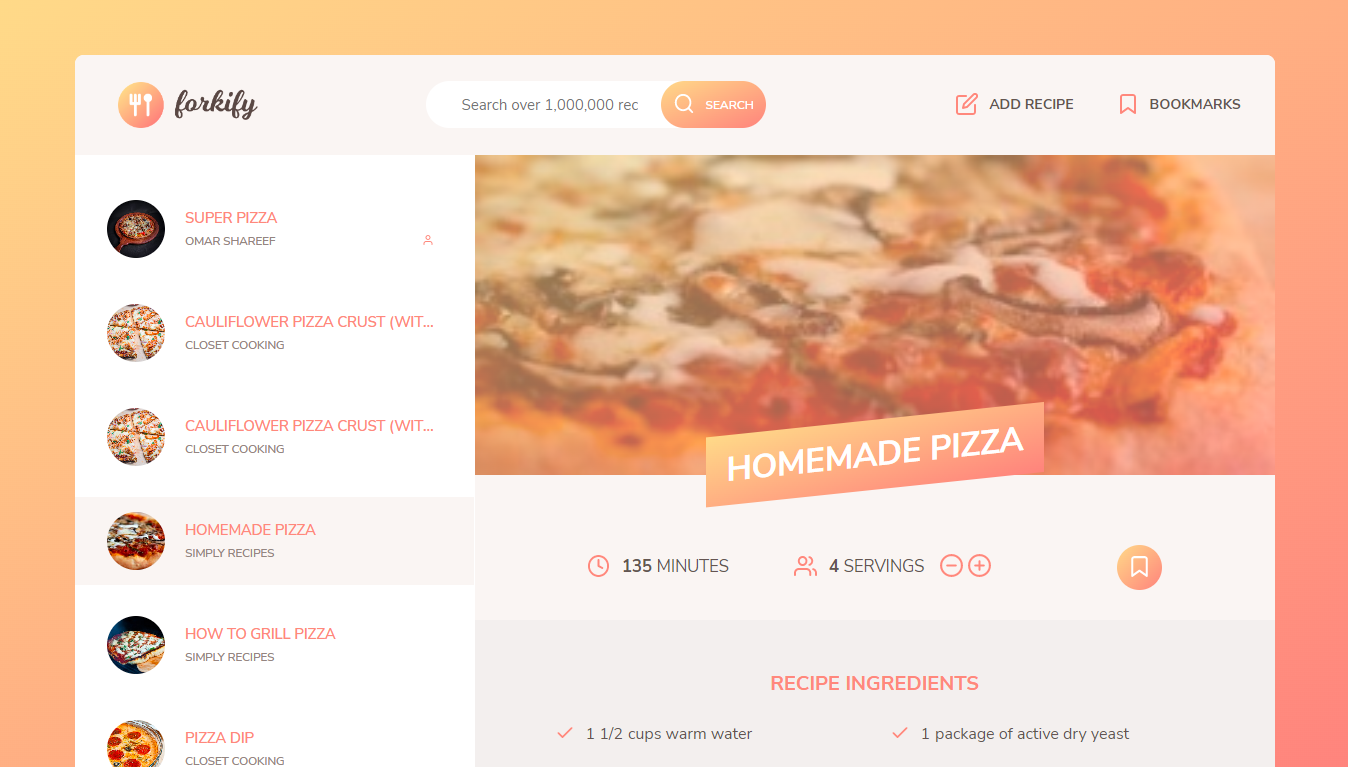 forkify
Search over 1,000,000 rec
SEARCH
ADD RECIPE
BOOKMARKS
SUPER PIZZA
OMAR SHAREEF
CAULIFLOWER PIZZA CRUST (WIT...
CLOSET COOKING
CAULIFLOWER PIZZA CRUST (WIT...
CLOSET COOKING
HOMEMADE PIZZA
SIMPLY RECIPES
HOW TO GRILL PIZZA
SIMPLY RECIPES
PIZZA DIP
CLOSET COOKING
HOMEMADE PIZZA
135 MINUTES
4 SERVINGS
RECIPE INGREDIENTS
1 1/2 cups warm water
1 package of active dry yeast